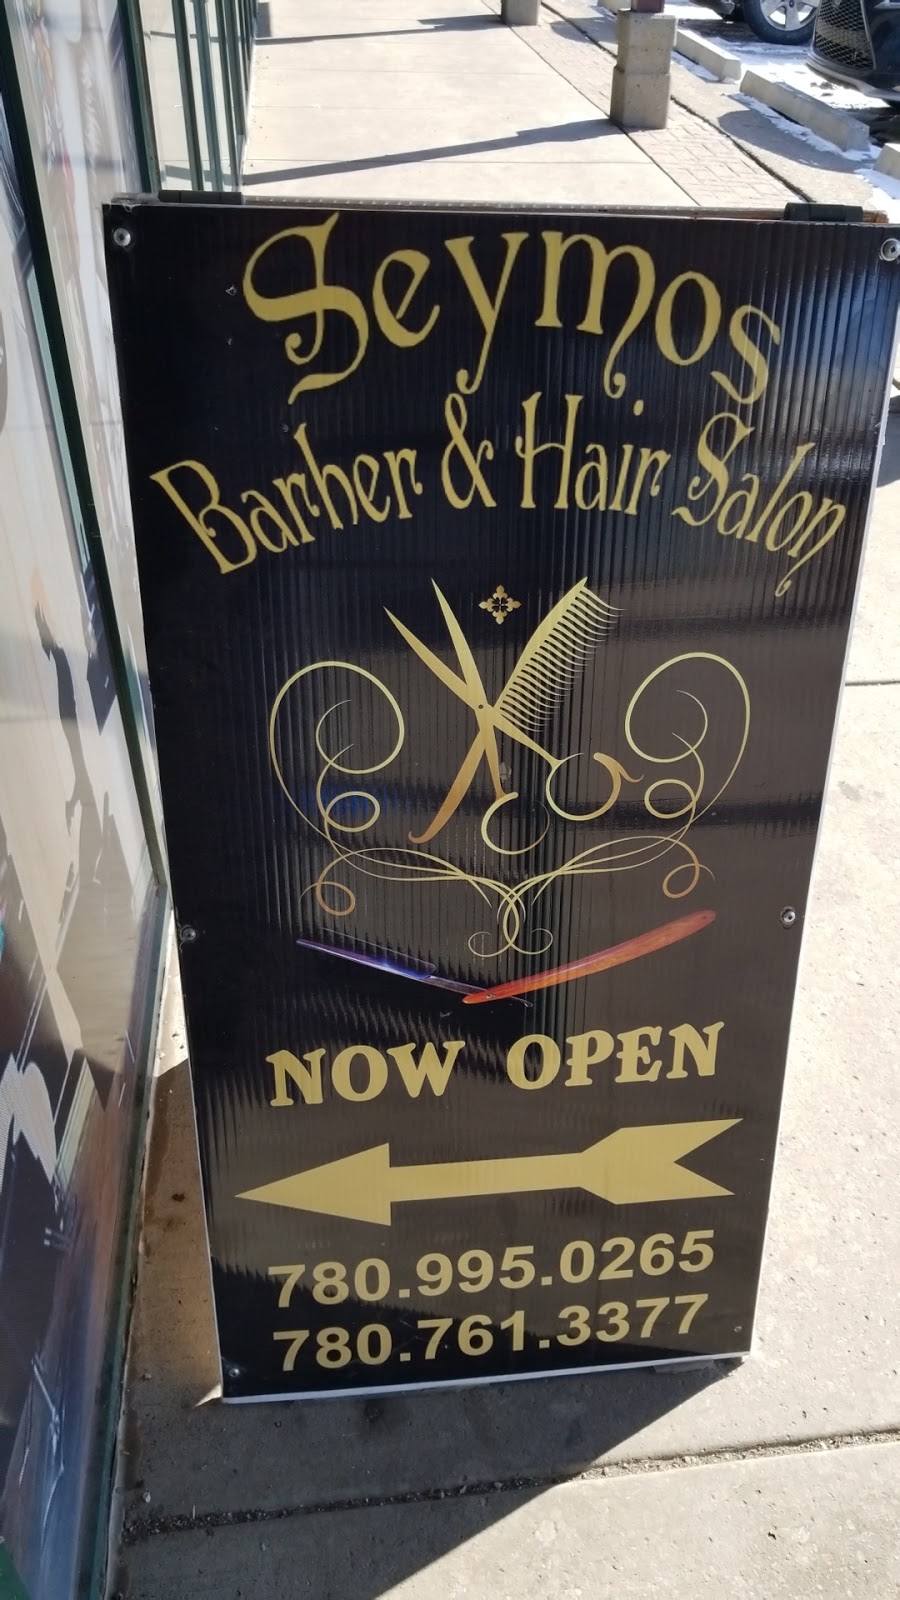 Seymos
Barber & Hair Salon
NOW OPEN
780.995.0265
780.761.3377